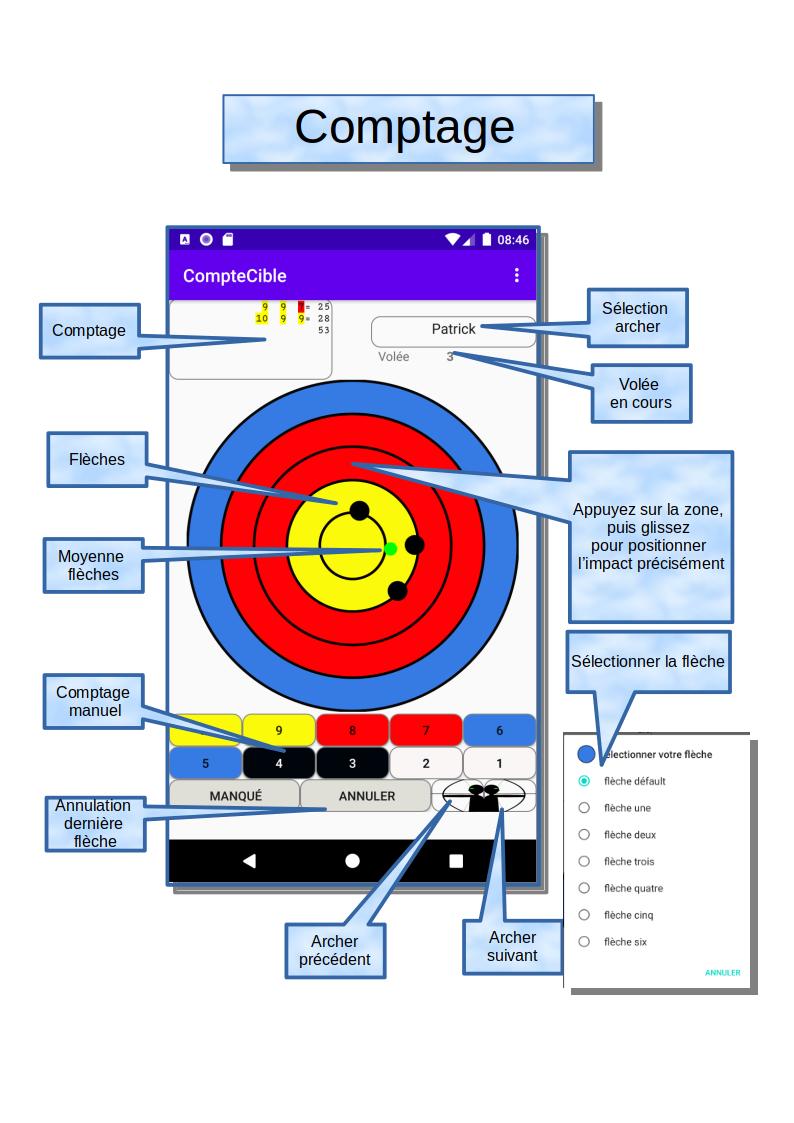 Comptage
08:46
CompteCible
9 9 7= 25
10 9 9= 28
53
Patrick
Volée 3
Comptage
Sélection
archer
Volée
en cours
Flèches
Appuyez sur la zone,
puis glissez
pour positionner
l'impact précisément
Moyenne
flèches
Sélectionner la flèche
Comptage
manuel
9 8 7 6
5 4 3 2 1
MANQUÉ ANNULER
Annulation
dernière
flèche
électionner votre flèche
flèche défault
flèche une
flèche deux
flèche trois
flèche quatre
flèche cinq
flèche six
ANNULER
Archer
précédent
Archer
suivant